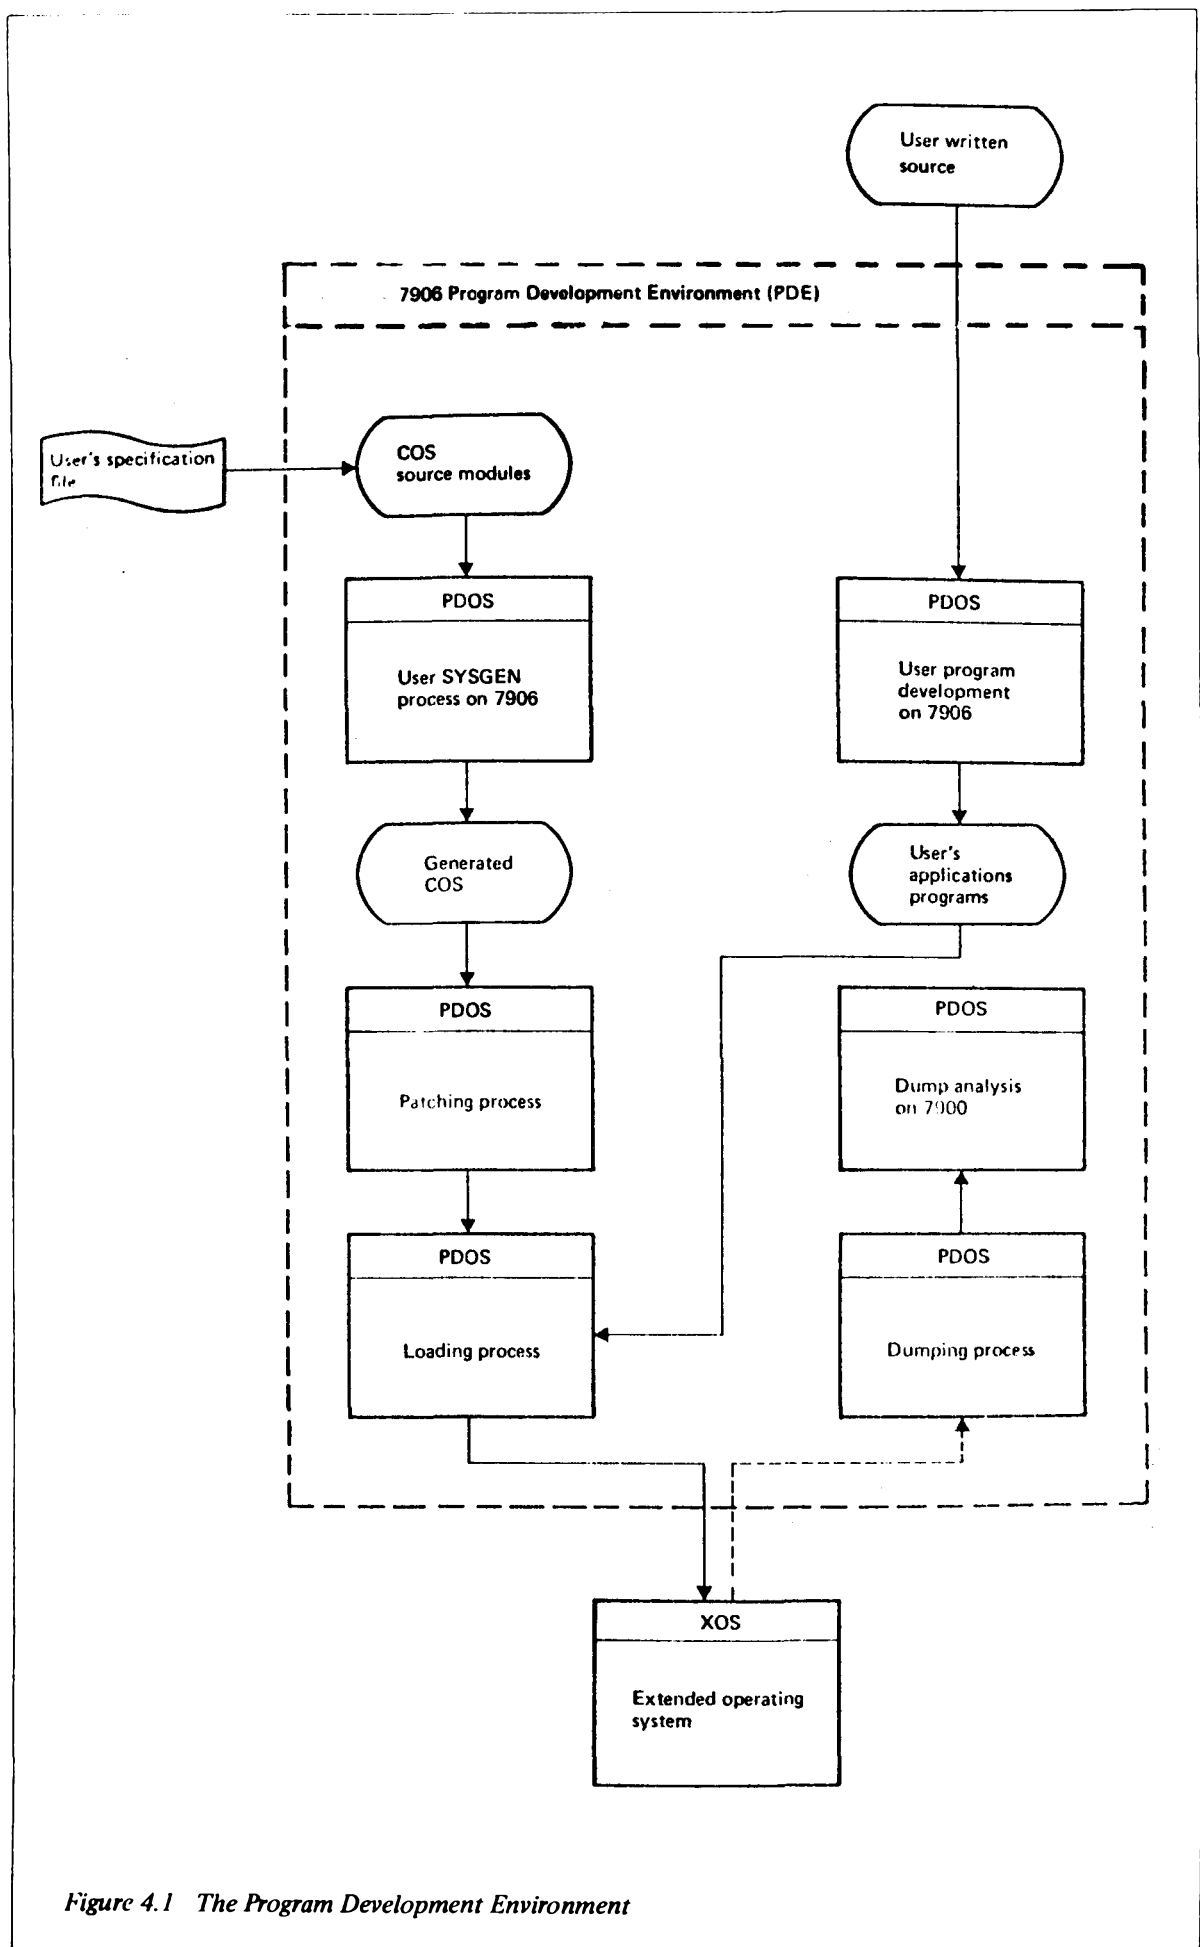 User written
source
7906 Program Development Environment (PDE)
User's specification
file
COS
source modules
PDOS
User SYSGEN
process on 7906
PDOS
User program
development
on 7906
Generated
COS
User's
applications
programs
PDOS
Patching process
PDOS
Dump analysis
on 7900
PDOS
Loading process
PDOS
Dumping process
XOS
Extended operating
system
Figure 4.1 The Program Development Environment